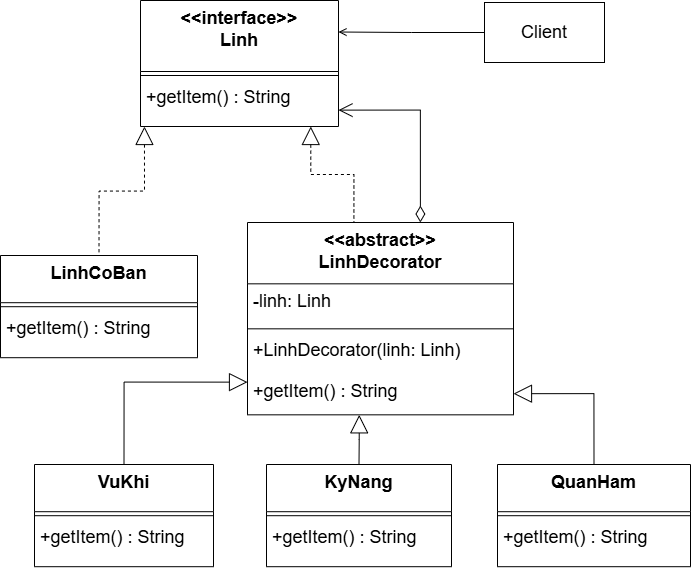 <<interface>>
Linh
+getItem() : String
Client
LinhCoBan
+getItem() : String
<<abstract>>
LinhDecorator
-linh: Linh
+LinhDecorator(linh: Linh)
+getItem() : String
VuKhi
+getItem() : String
KyNang
+getItem() : String
QuanHam
+getItem() : String